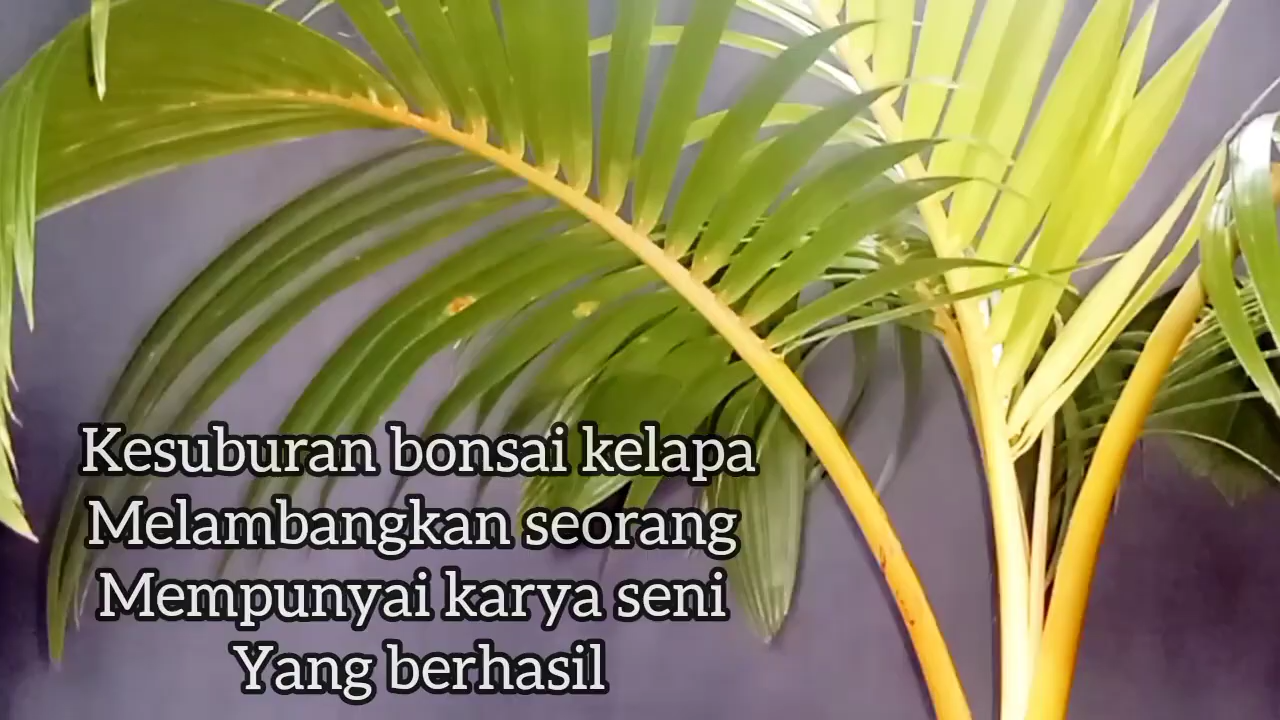 Kesuburan bonsai kelapa
Melambangkan seorang
Mempunyai karya seni
Yang berhasil